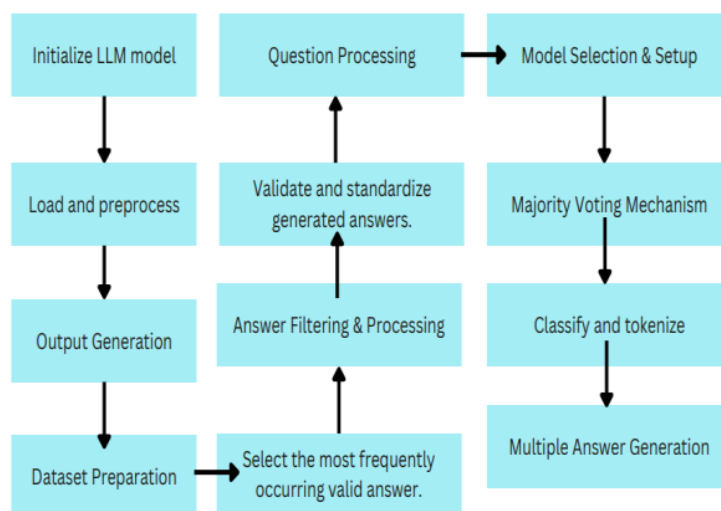 Initialize LLM model
Question Processing
Model Selection & Setup
Load and preprocess
Validate and standardize
generated answers.
Majority Voting Mechanism
Output Generation
Answer Filtering & Processing
Classify and tokenize
Dataset Preparation
Select the most frequently
occurring valid answer.
Multiple Answer Generation